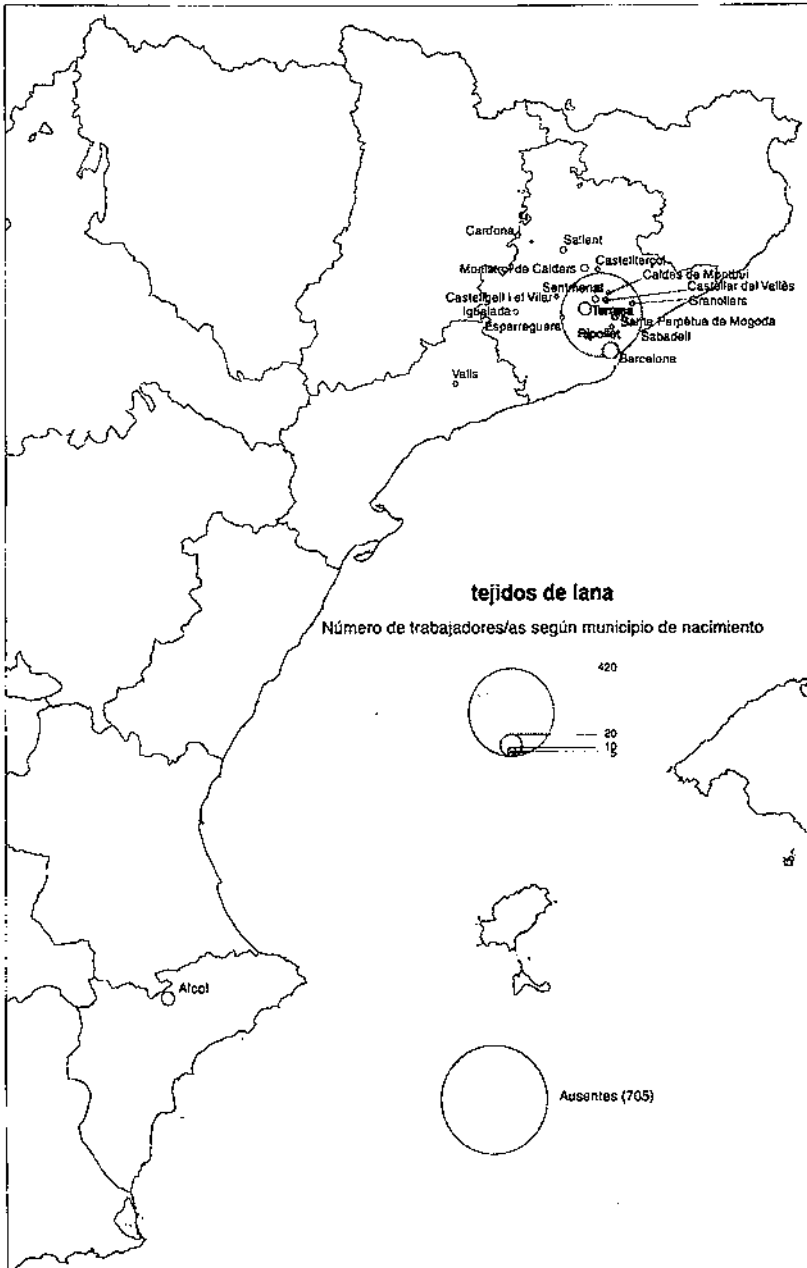 Cardona
Sallent
Castellterçol
Monistrol de Calders
Caldes de Montbui
Sentmenat
Castellar del Vallès
Castellgalí i el Vilar
Granollers
Igualada
Terrassa
Esparreguera
Santa Perpètua de Mogoda
Ripollet
Sabadell
Barcelona
Valls
tejidos de lana
Número de trabajadores/as según municipio de nacimiento
420
20
10
5
Alcoi
Ausentes (705)